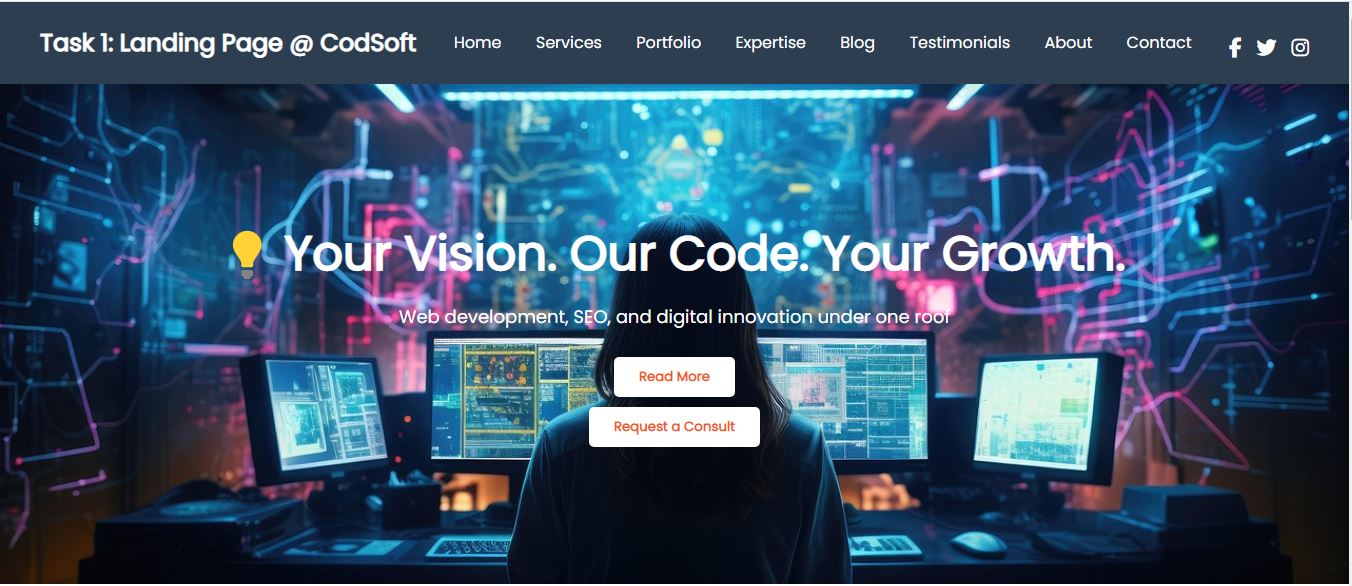 Task 1: Landing Page @ CodSoft Home Services Portfolio Expertise Blog Testimonials About Contact
Your Vision. Our Code. Your Growth.
Web development, SEO, and digital innovation under one roof
Read More
Request a Consult